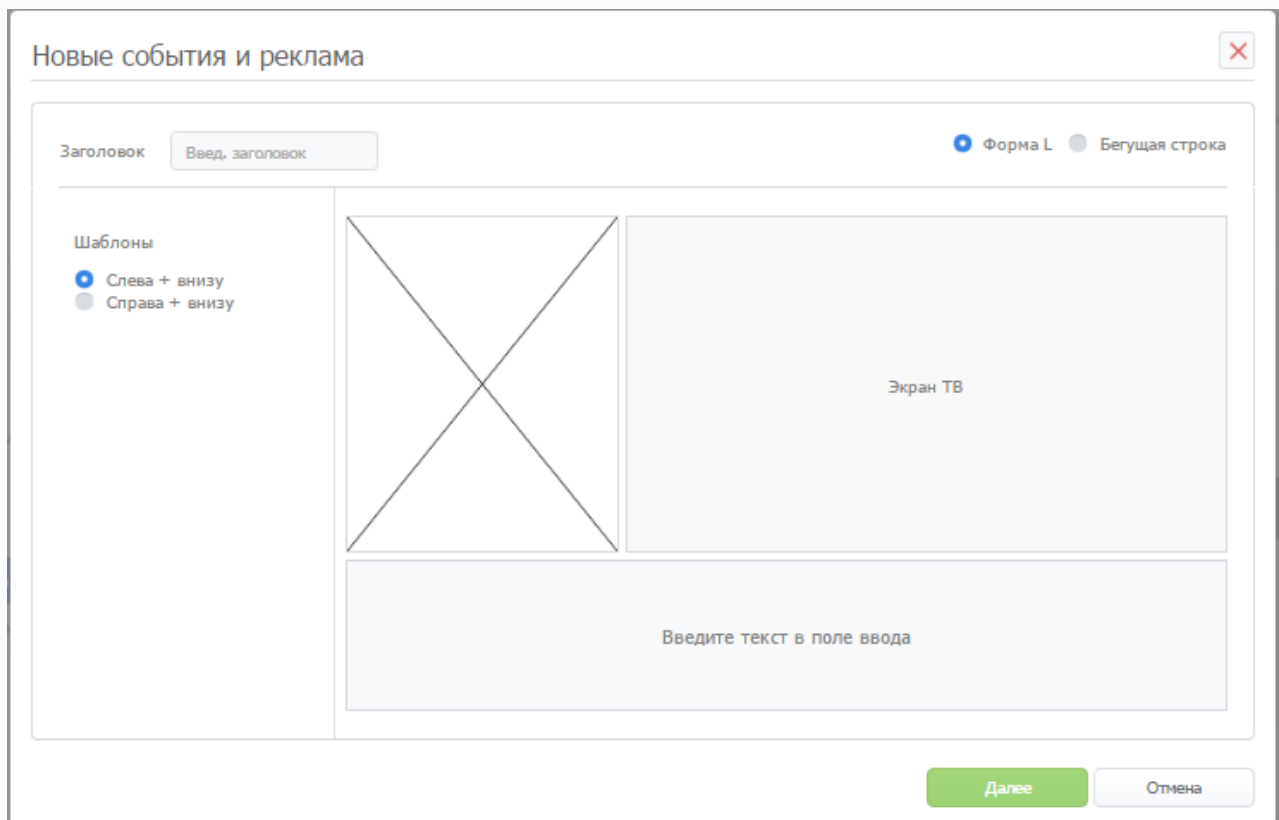 Новые события и реклама
Заголовок Введ. заголовок Форма L Бегущая строка
Шаблоны
Слева + внизу
Справа + внизу
Экран ТВ
Введите текст в поле ввода
Далее Отмена